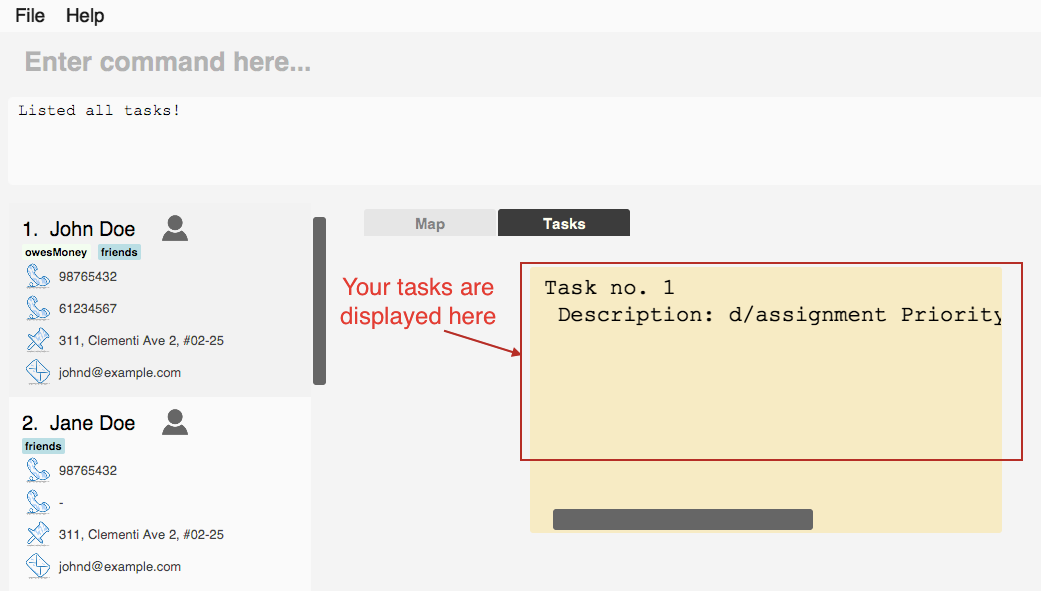 File Help
Enter command here...
Listed all tasks!
1. John Doe
owesMoney friends
98765432
61234567
311, Clementi Ave 2, #02-25
johnd@example.com
2. Jane Doe
friends
98765432
-
311, Clementi Ave 2, #02-25
johnd@example.com
Map Tasks
Your tasks are
displayed here
Task no. 1
Description: d/assignment Priority